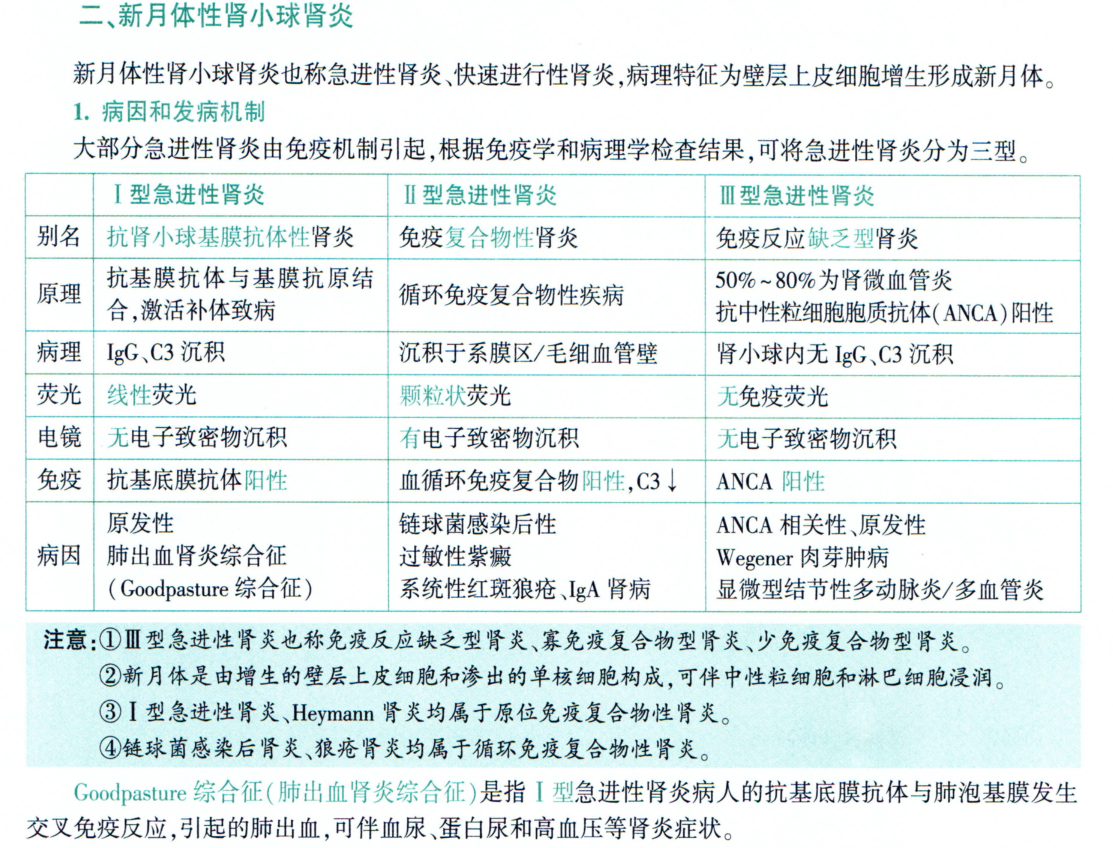 二、新月体性肾小球肾炎
新月体性肾小球肾炎也称急进性肾炎、快速进行性肾炎,病理特征为壁层上皮细胞增生形成新月体。
1. 病因和发病机制
大部分急进性肾炎由免疫机制引起,根据免疫学和病理学检查结果,可将急进性肾炎分为三型。
Ⅰ型急进性肾炎 Ⅱ型急进性肾炎 Ⅲ型急进性肾炎
别名 抗肾小球基膜抗体性肾炎 免疫复合物性肾炎 免疫反应缺乏型肾炎
原理 抗基膜抗体与基膜抗原结合,激活补体致病 循环免疫复合物性疾病 50%~80%为肾微血管炎 抗中性粒细胞胞质抗体(ANCA)阳性
病理 IgG、C3 沉积 沉积于系膜区/毛细血管壁 肾小球内无 IgG、C3 沉积
荧光 线性荧光 颗粒状荧光 无免疫荧光
电镜 无电子致密物沉积 有电子致密物沉积 无电子致密物沉积
免疫 抗基底膜抗体阳性 血循环免疫复合物阳性,C3↓ ANCA 阳性
病因 原发性 肺出血肾炎综合征 (Goodpasture 综合征) 链球菌感染后性 过敏性紫癜 系统性红斑狼疮、IgA 肾病 ANCA 相关性、原发性 Wegener 肉芽肿病 显微型结节性多动脉炎/多血管炎
注意:①Ⅲ型急进性肾炎也称免疫反应缺乏型肾炎、寡免疫复合物型肾炎、少免疫复合物型肾炎。
②新月体是由增生的壁层上皮细胞和渗出的单核细胞构成,可伴中性粒细胞和淋巴细胞浸润。
③Ⅰ型急进性肾炎、Heymann 肾炎均属于原位免疫复合物性肾炎。
④链球菌感染后肾炎、狼疮肾炎均属于循环免疫复合物性肾炎。
Goodpasture 综合征(肺出血肾炎综合征)是指Ⅰ型急进性肾炎病人的抗基底膜抗体与肺泡基膜发生
交叉免疫反应,引起的肺出血,可伴血尿、蛋白尿和高血压等肾炎症状。